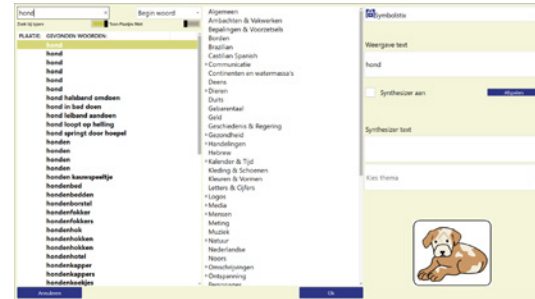 hond
Begin woord
Zoek bij typen
Toon Plaatjes Niet
PLAATJE: GEVONDEN WOORDEN:
hond
hond
hond
hond
hond
hond
hond halsband omdoen
hond in bad doen
hond leiband aandoen
hond loopt op helling
hond springt door hoepel
honden
honden
honden
honden
honden kauwspeeltje
hondenbed
hondenbedden
hondenborstel
hondenfokker
hondenfokkers
hondenhok
hondenhokken
hondenhokken
hondenhotel
hondenkapper
hondenkappers
hondenkoekjes
Annuleren
Algemeen
Ambachten & Vakwerken
Bepalingen & Voorzetsels
Borden
Brazilian
Castilian Spanish
Communicatie
Continenten en watermassa's
Deens
Dieren
Duits
Gebarentaal
Geld
Geschiedenis & Regering
Gezondheid
Handelingen
Hebrew
Kalender & Tijd
Kleding & Schoenen
Kleuren & Vormen
Letters & Cijfers
Logos
Media
Mensen
Meting
Muziek
Natuur
Nederlandse
Noors
Omschrijvingen
Ontspanning
Personages
Ok
Symbolstix
Weergave text
hond
Synthesizer aan
Afspelen
Synthesizer text
Kies thema